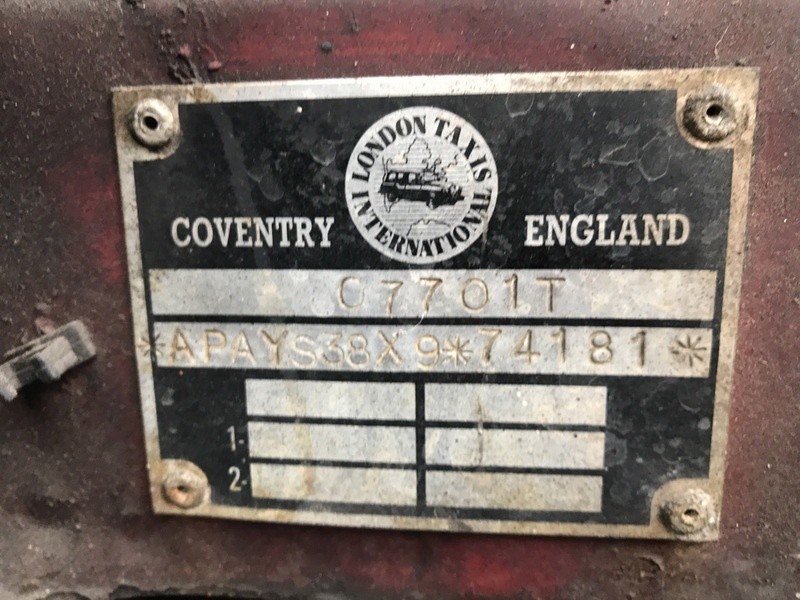 LONDON TAXIS
INTERNATIONAL
COVENTRY ENGLAND
C7701T
*APAYS38X9*74181*
1-
2-